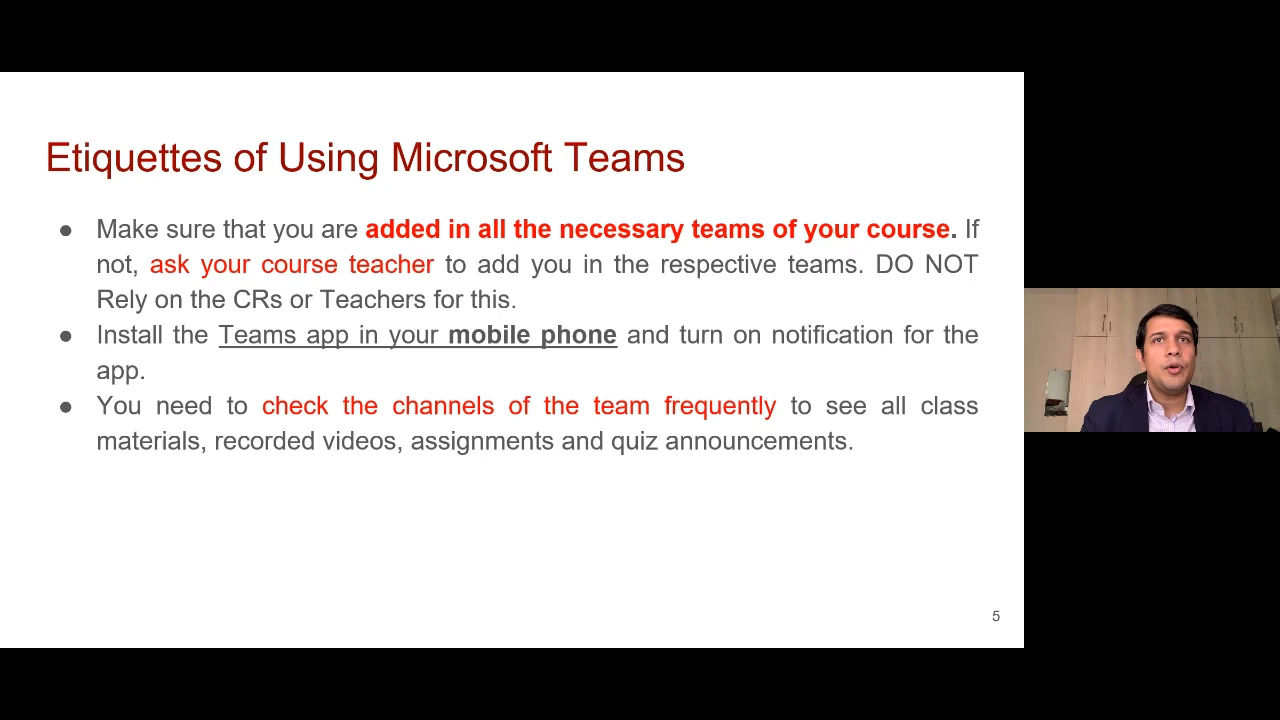 Etiquettes of Using Microsoft Teams
● Make sure that you are added in all the necessary teams of your course. If
not, ask your course teacher to add you in the respective teams. DO NOT
Rely on the CRs or Teachers for this.
● Install the Teams app in your mobile phone and turn on notification for the
app.
● You need to check the channels of the team frequently to see all class
materials, recorded videos, assignments and quiz announcements.
5